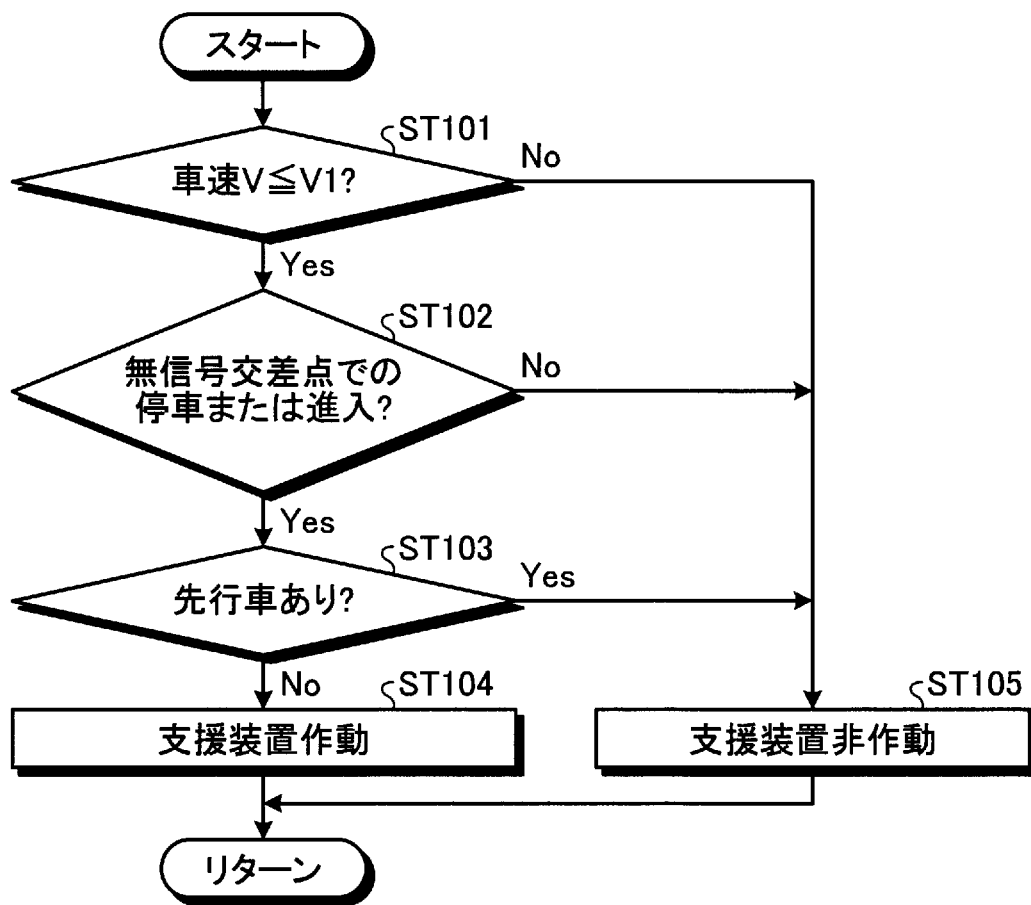 スタート
ST101
車速V≦V1?
No
Yes
ST102
無信号交差点での
停車または進入?
No
Yes
ST103
先行車あり?
Yes
No
ST104
支援装置作動
ST105
支援装置非作動
リターン